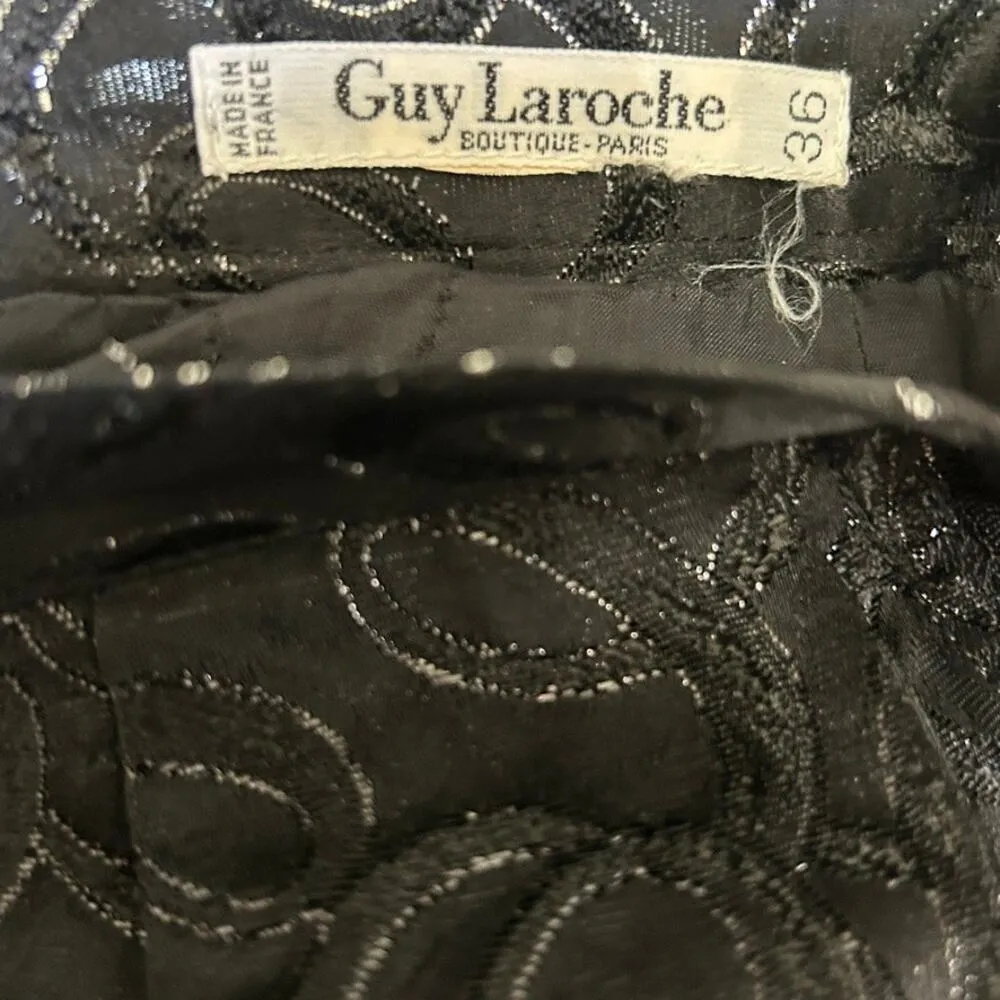 MADE IN
FRANCE
Guy Laroche
BOUTIQUE-PARIS
36